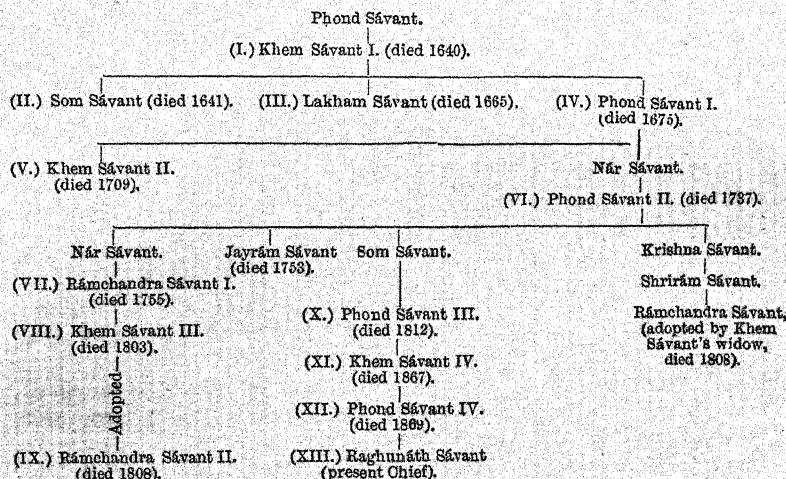 Phond Sávant.
(I.) Khem Sávant I. (died 1640).
(II.) Som Sávant (died 1641). (III.) Lakham Sávant (died 1665). (IV.) Phond Sávant I.
(died 1675).
(V.) Khem Sávant II.
(died 1709).
Nár Sávant.
(VI.) Phond Sávant II. (died 1737).
Nár Sávant. Jayrám Sávant
(died 1753).
Som Sávant. Krishna Sávant.
(VII.) Rámchandra Sávant I.
(died 1755).
Shrirám Sávant.
(VIII.) Khem Sávant III.
(died 1803).
(X.) Phond Sávant III.
(died 1812).
Rámchandra Sávant,
(adopted by Khem
Sávant's widow,
died 1808).
Adopted
(XI.) Khem Sávant IV.
(died 1867).
(XII.) Phond Sávant IV.
(died 1869).
(IX.) Rámchandra Sávant II.
(died 1808).
(XIII.) Raghunáth Sávant
(present Chief).